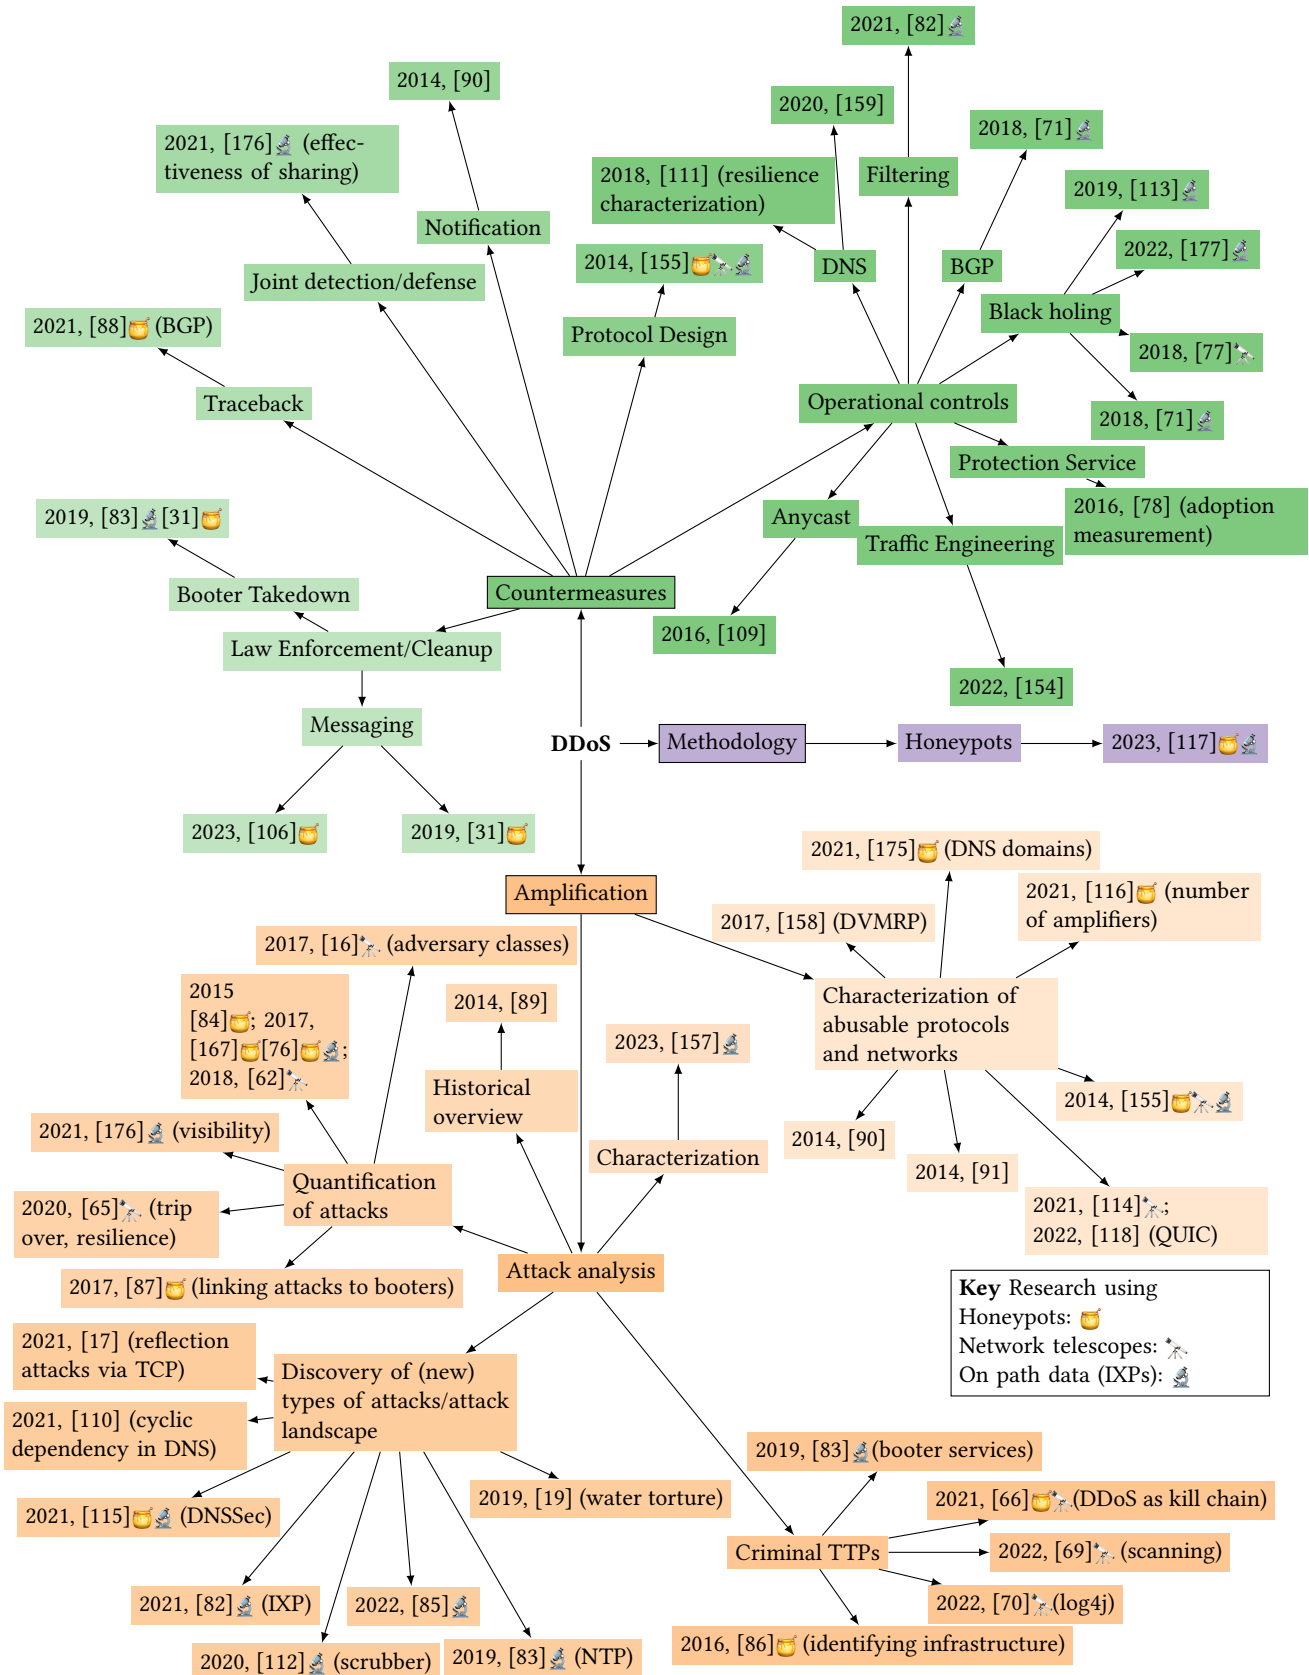 2021, [82]
2014, [90]
2020, [159]
2018, [71]
2021, [176] (effec-
tiveness of sharing)
2018, [111] (resilience
characterization)
Filtering
2019, [113]
Notification
2022, [177]
2014, [155]
DNS
BGP
Joint detection/defense
Black holing
2021, [88] (BGP)
Protocol Design
2018, [77]
Traceback
Operational controls
2018, [71]
Protection Service
2019, [83][31]
Anycast
2016, [78] (adoption
measurement)
Traffic Engineering
Booter Takedown
Countermeasures
2016, [109]
Law Enforcement/Cleanup
2022, [154]
Messaging
DDoS
Methodology
Honeypots
2023, [117]
2023, [106]
2019, [31]
2021, [175] (DNS domains)
Amplification
2021, [116] (number
of amplifiers)
2017, [158] (DVMRP)
2017, [16] (adversary classes)
2015
[84]; 2017,
[167][76];
2018, [62]
2014, [89]
Characterization of
abusable protocols
and networks
2023, [157]
Historical
overview
2014, [155]
2021, [176] (visibility)
2014, [90]
Characterization
2014, [91]
Quantification
of attacks
2020, [65] (trip
over, resilience)
2021, [114];
2022, [118] (QUIC)
Attack analysis
2017, [87] (linking attacks to booters)
Key Research using
Honeypots:
Network telescopes:
On path data (IXPs):
2021, [17] (reflection
attacks via TCP)
Discovery of (new)
types of attacks/attack
landscape
2021, [110] (cyclic
dependency in DNS)
2019, [83](booter services)
2019, [19] (water torture)
2021, [66](DDoS as kill chain)
2021, [115] (DNSSec)
Criminal TTPs
2022, [69] (scanning)
2021, [82] (IXP)
2022, [85]
2022, [70](log4j)
2016, [86] (identifying infrastructure)
2020, [112] (scrubber)
2019, [83] (NTP)